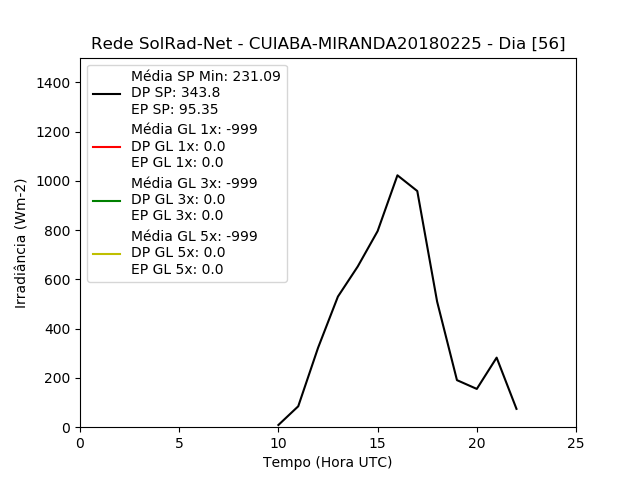 Rede SolRad-Net - CUIABA-MIRANDA20180225 - Dia [56]
Média SP Min: 231.09
DP SP: 343.8
EP SP: 95.35
Média GL 1x: -999
DP GL 1x: 0.0
EP GL 1x: 0.0
Média GL 3x: -999
DP GL 3x: 0.0
EP GL 3x: 0.0
Média GL 5x: -999
DP GL 5x: 0.0
EP GL 5x: 0.0
Irradiância (Wm-2)
1400
1200
1000
800
600
400
200
0
0 5 10 15 20 25
Tempo (Hora UTC)